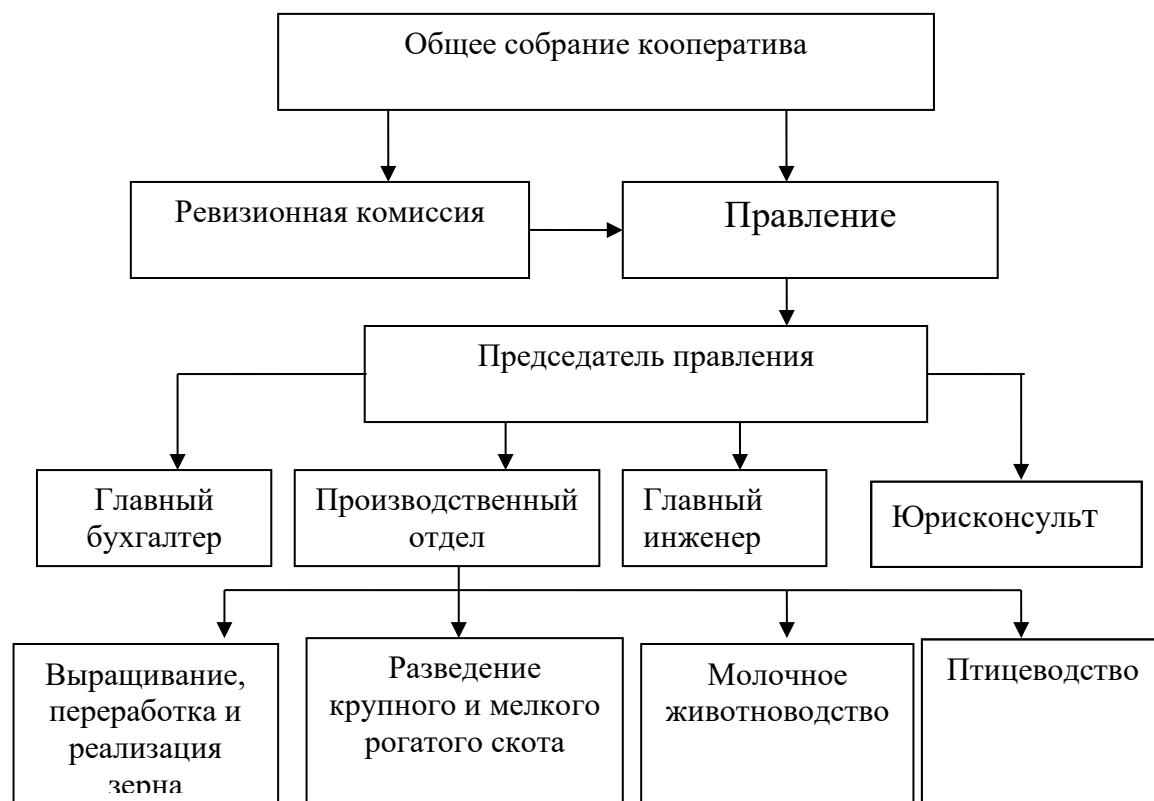 Общее собрание кооператива
Ревизионная комиссия
Правление
Председатель правления
Главный
бухгалтер
Производственный
отдел
Главный
инженер
Юрисконсульт
Выращивание,
переработка и
реализация
зерна
Разведение
крупного и мелкого
рогатого скота
Молочное
животноводство
Птицеводство